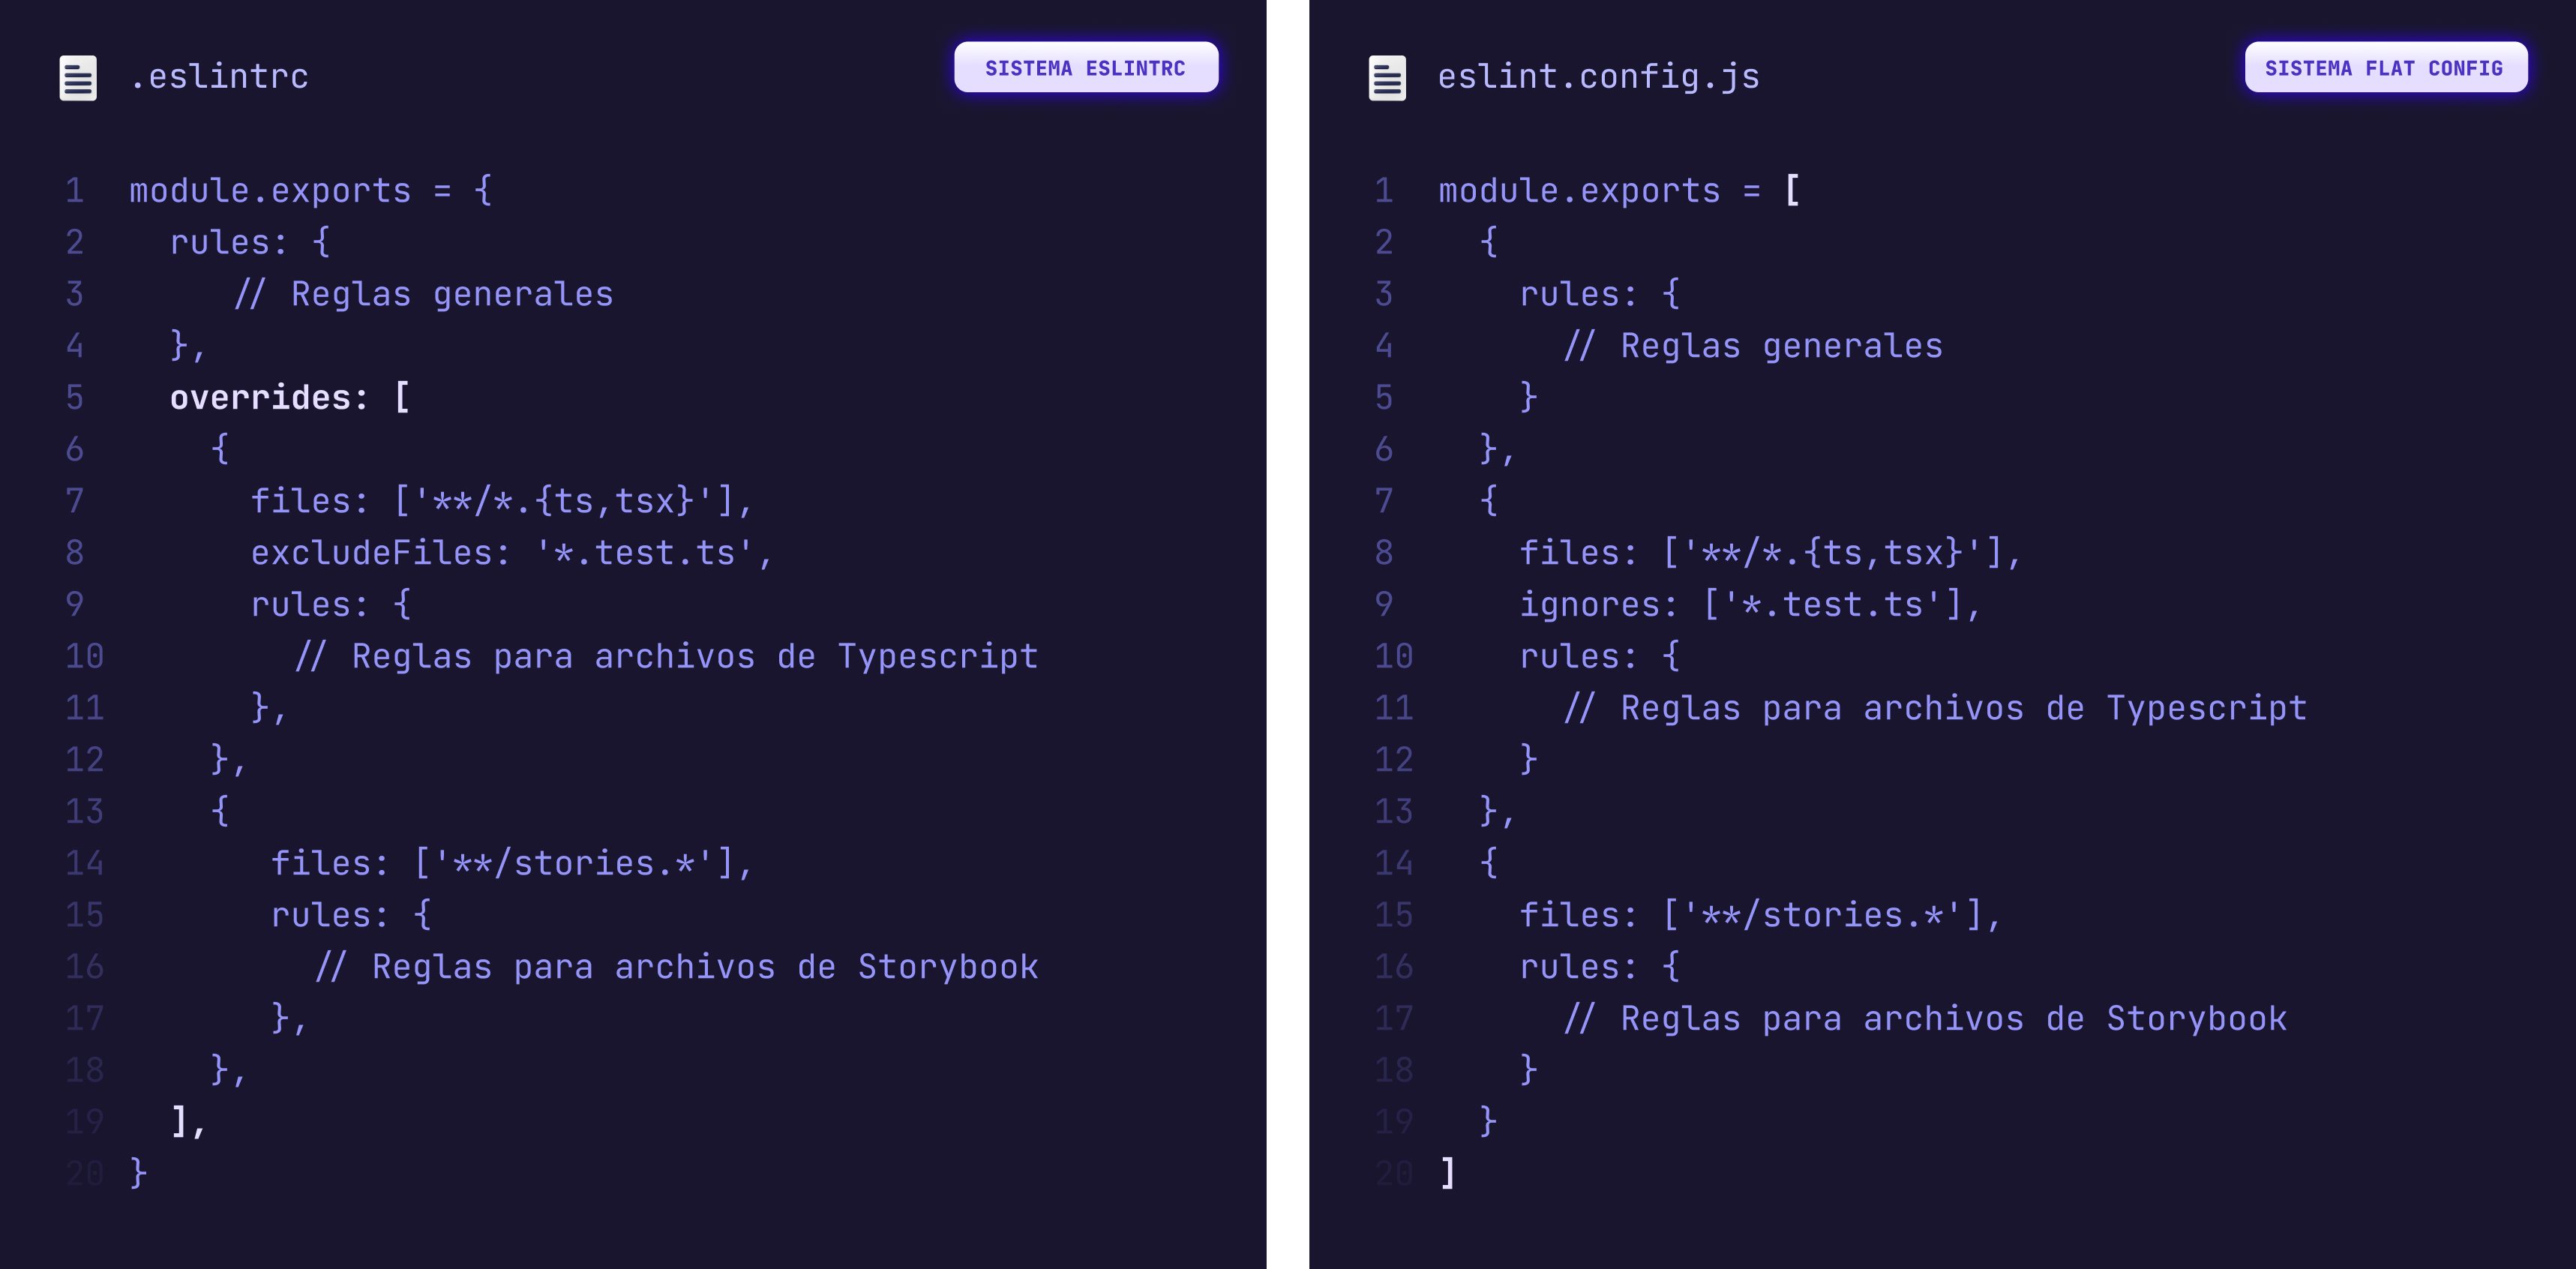 .eslintrc
SISTEMA ESLINTRC
1 module.exports = {
2 rules: {
3 // Reglas generales
4 },
5 overrides: [
6 {
7 files: ['**/*.{ts,tsx}'],
8 excludeFiles: '*.test.ts',
9 rules: {
10 // Reglas para archivos de Typescript
11 },
12 },
13 {
14 files: ['**/stories.*'],
15 rules: {
16 // Reglas para archivos de Storybook
17 },
18 },
19 ],
20 }
eslint.config.js
SISTEMA FLAT CONFIG
1 module.exports = [
2 {
3 rules: {
4 // Reglas generales
5 }
6 },
7 {
8 files: ['**/*.{ts,tsx}'],
9 ignores: ['*.test.ts'],
10 rules: {
11 // Reglas para archivos de Typescript
12 }
13 },
14 {
15 files: ['**/stories.*'],
16 rules: {
17 // Reglas para archivos de Storybook
18 }
19 }
20 ]